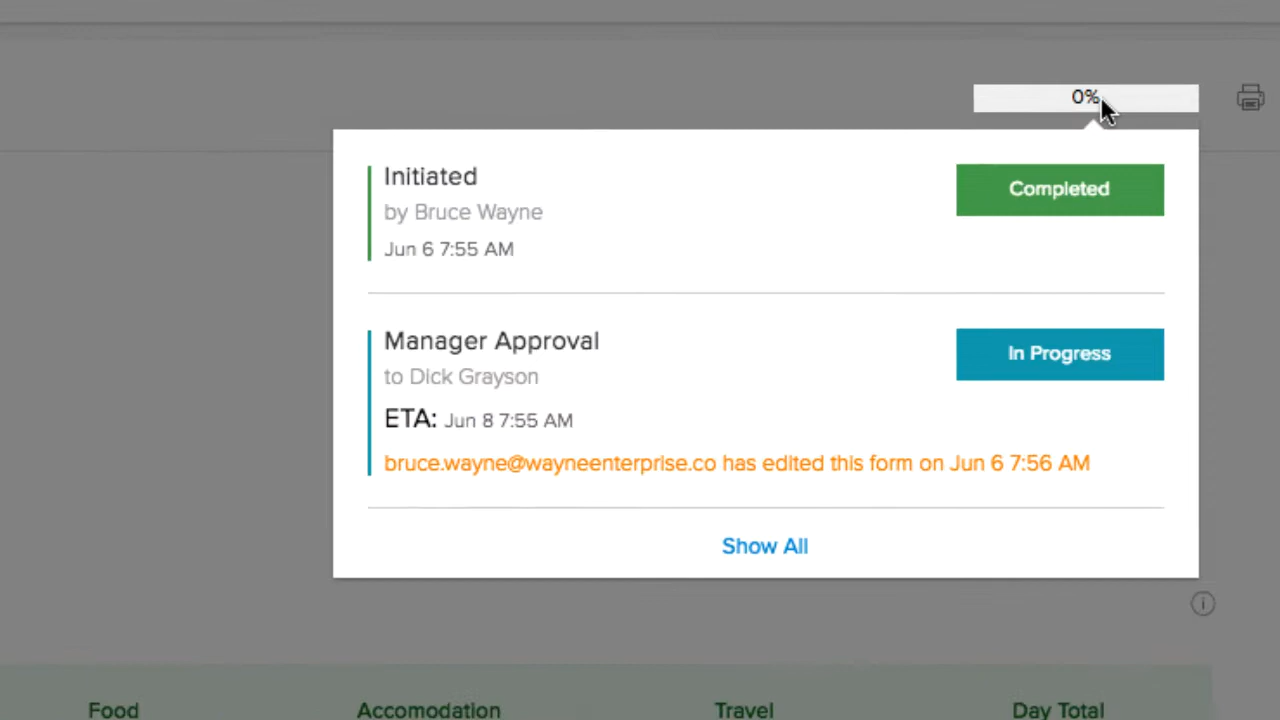 0%
Initiated
Completed
by Bruce Wayne
Jun 6 7:55 AM
Manager Approval
In Progress
to Dick Grayson
ETA: Jun 8 7:55 AM
bruce.wayne@wayneenterprise.co has edited this form on Jun 6 7:56 AM
Show All
Food Accomodation Travel Day Total